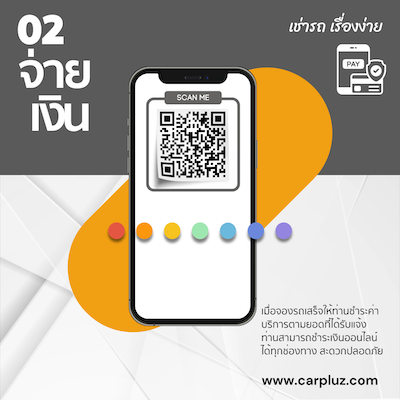 02
จ่าย
เงิน
เช่ารถ เรื่องง่าย
PAY
SCAN ME
เมื่อจองรถเสร็จให้ท่านชำระค่า
บริการตามยอดที่ได้รับแจ้ง
ท่านสามารถชำระเงินออนไลน์
ได้ทุกช่องทาง สะดวกปลอดภัย
www.carpluz.com